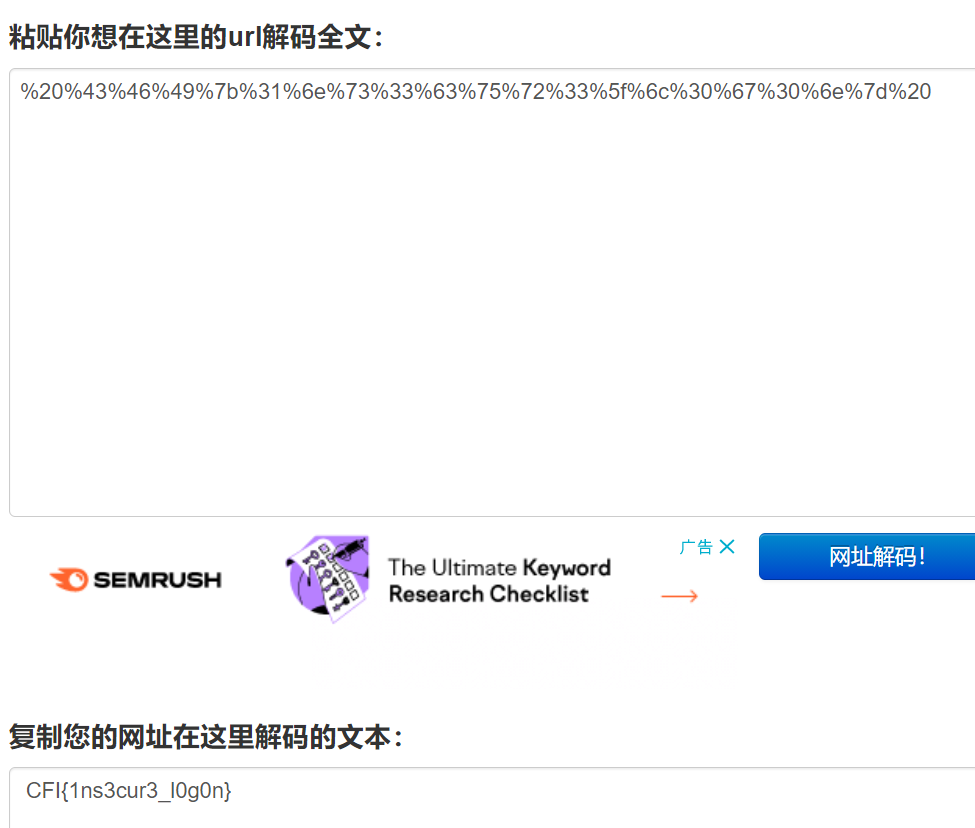 粘贴你想在这里的url解码全文：
%20%43%46%49%7b%31%6e%73%33%63%75%72%33%5f%6c%30%67%30%6e%7d%20
SEMRUSH
The Ultimate Keyword
Research Checklist
广告
网址解码！
复制您的网址在这里解码的文本：
CFI{1ns3cur3_l0g0n}